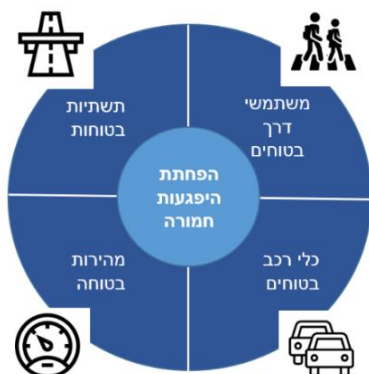 משתמשי
דרך
בטוחים
תשתיות
בטוחות
הפחתת
היפגעות
חמורה
כלי רכב
בטוחים
מהירות
בטוחה